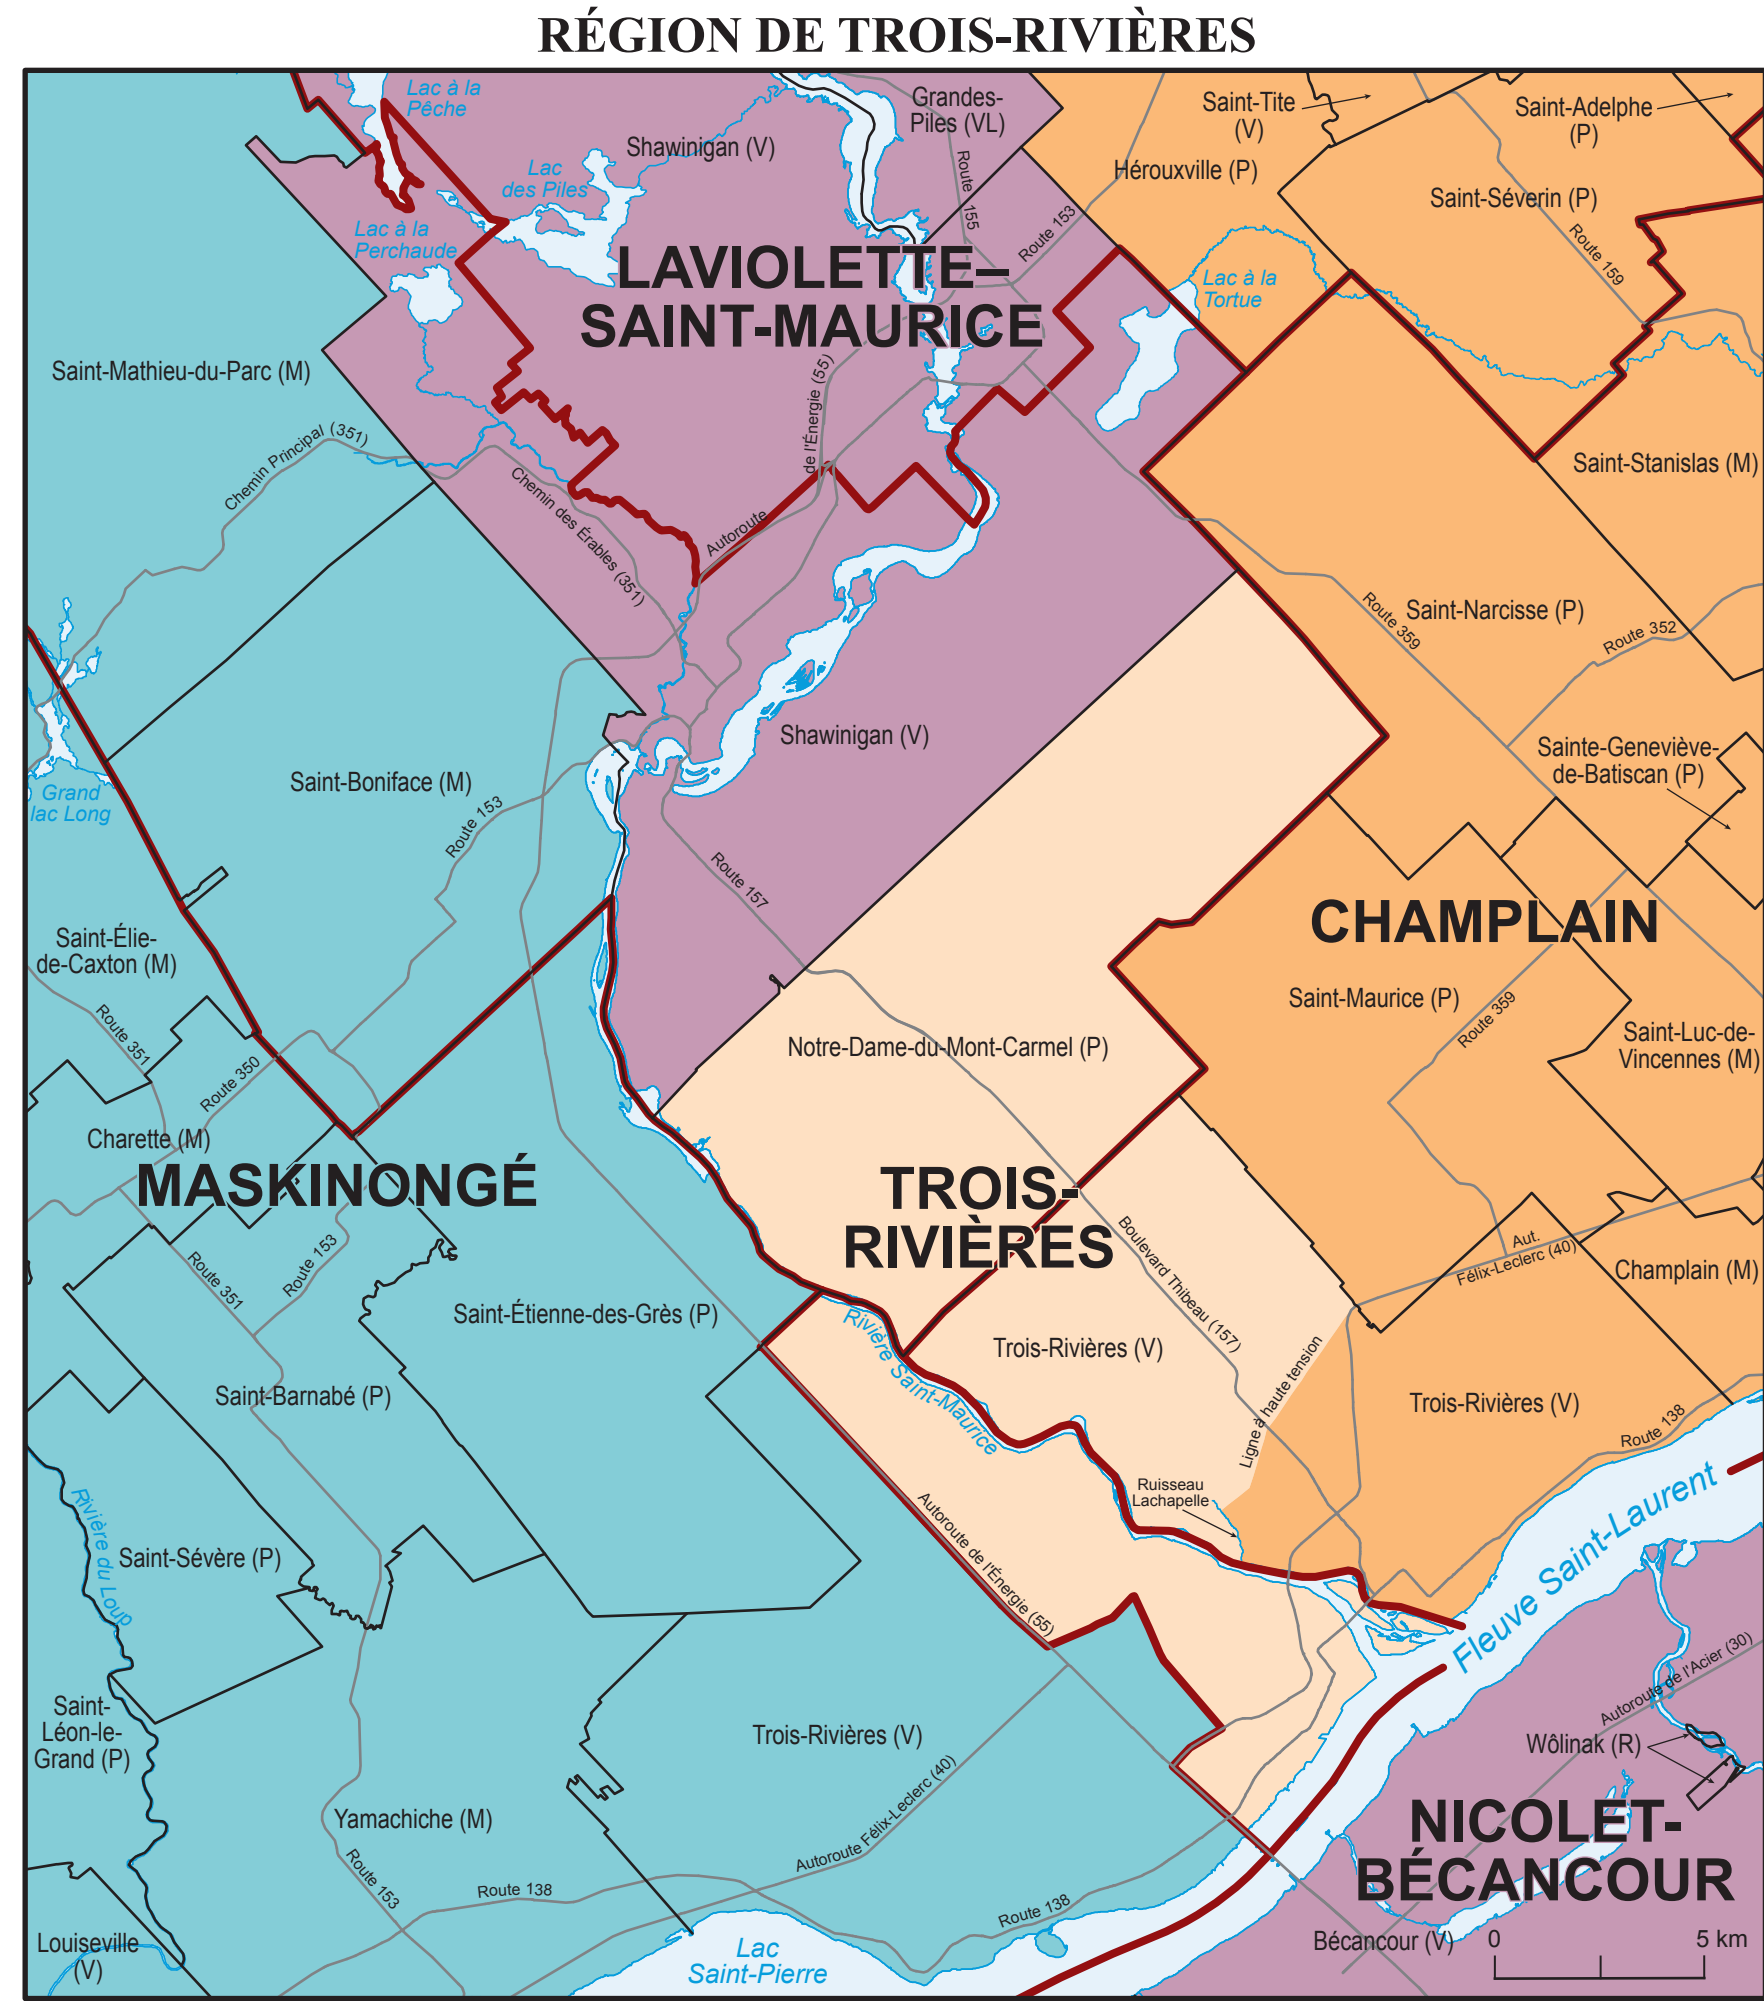 RÉGION DE TROIS-RIVIÈRES
Lac à la
Pêche
Grandes-
Piles (VL)
Saint-Tite
(V)
Saint-Adelphe
(P)
Shawinigan (V)
Lac
des Piles
Route 155
Hérouxville (P)
Saint-Séverin (P)
Lac à la
Perchaude
Route 153
Route 159
LAVIOLETTE–
SAINT-MAURICE
Lac à la
Tortue
Saint-Mathieu-du-Parc (M)
de l'Énergie (55)
Autoroute
Chemin Principal (351)
Chemin des Érables (351)
Saint-Stanislas (M)
Saint-Narcisse (P)
Route 359
Route 352
Shawinigan (V)
Sainte-Geneviève-
de-Batiscan (P)
Saint-Boniface (M)
Grand
lac Long
Route 153
Route 157
CHAMPLAIN
Saint-Élie-
de-Caxton (M)
Saint-Maurice (P)
Route 359
Saint-Luc-de-
Vincennes (M)
Route 351
Route 350
Notre-Dame-du-Mont-Carmel (P)
Charette (M)
MASKINONGÉ
TROIS-
RIVIÈRES
Route 351
Route 153
Boulevard Thibeau (157)
Aut.
Félix-Leclerc (40)
Champlain (M)
Saint-Étienne-des-Grès (P)
Rivière Saint-Maurice
Trois-Rivières (V)
Ligne à haute tension
Saint-Barnabé (P)
Trois-Rivières (V)
Route 138
Ruisseau
Lachapelle
Rivière du Loup
Autoroute de l'Énergie (55)
Fleuve Saint-Laurent
Saint-Sévère (P)
Autoroute de l'Acier (30)
Saint-
Léon-le-
Grand (P)
Trois-Rivières (V)
Wôlinak (R)
Yamachiche (M)
Autoroute Félix-Leclerc (40)
NICOLET-
BÉCANCOUR
Route 153
Route 138
Route 138
Louiseville
(V)
Lac
Saint-Pierre
Bécancour (V)
0 5 km